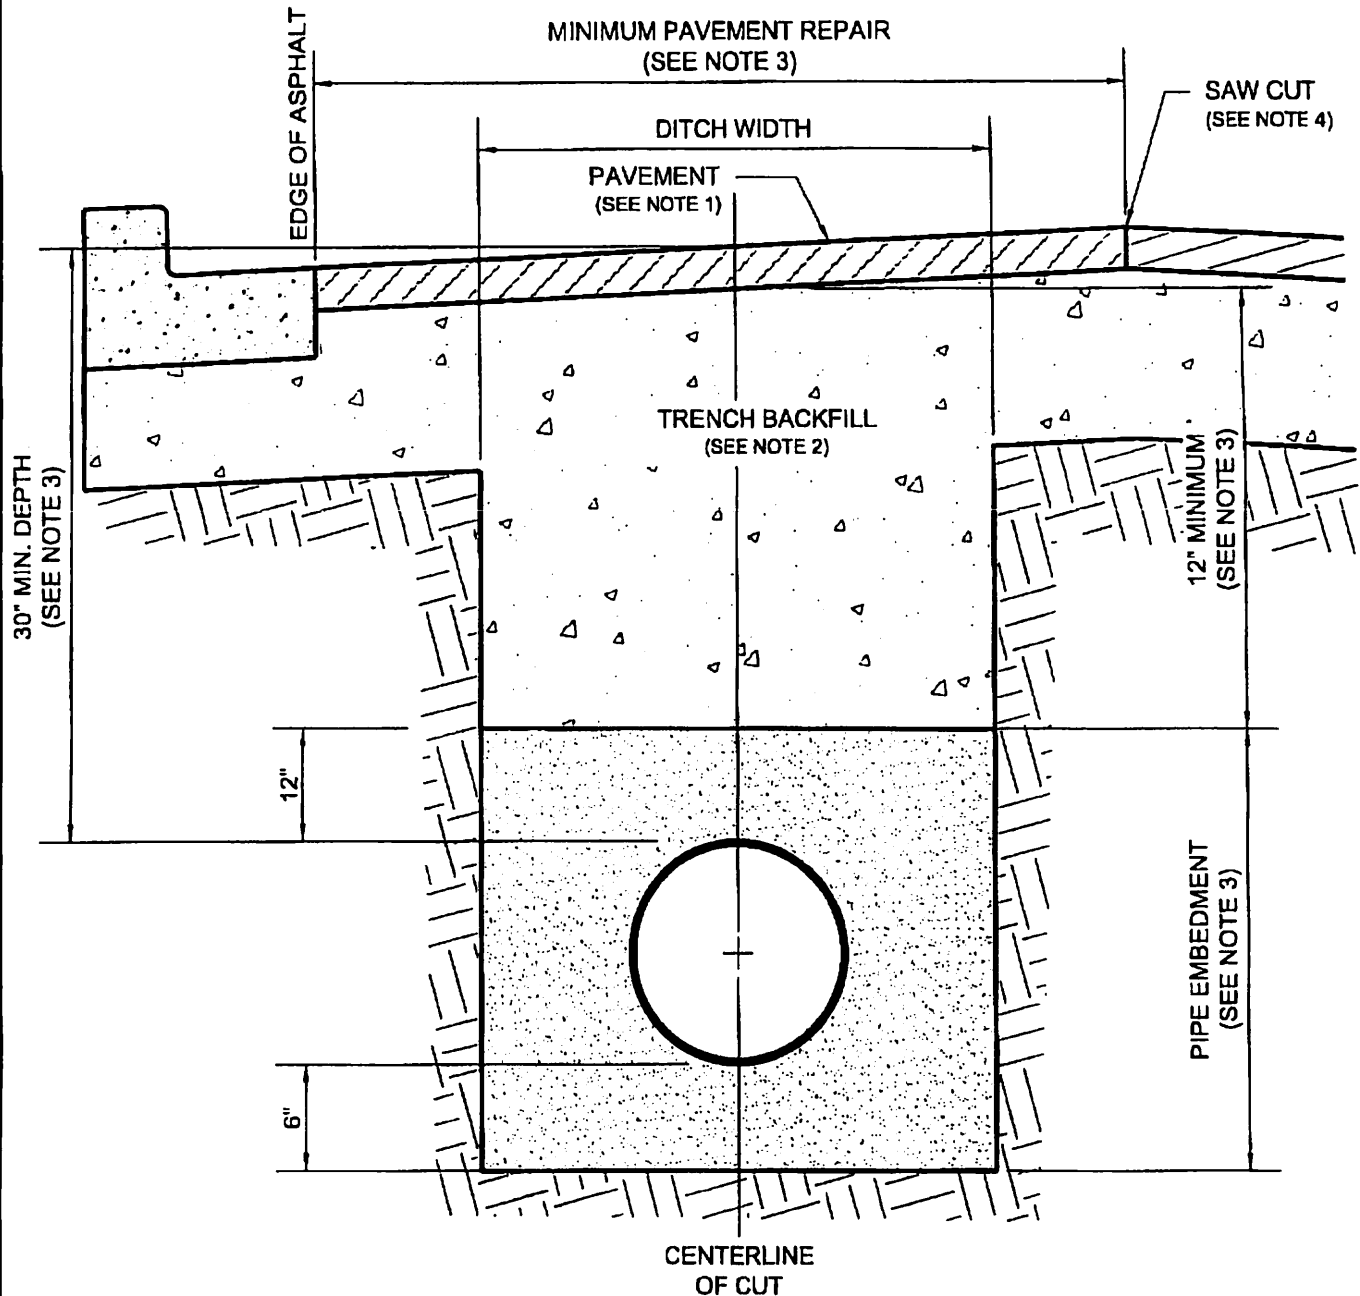 MINIMUM PAVEMENT REPAIR
(SEE NOTE 3)
EDGE OF ASPHALT
SAW CUT
(SEE NOTE 4)
DITCH WIDTH
PAVEMENT
(SEE NOTE 1)
TRENCH BACKFILL
(SEE NOTE 2)
30" MIN. DEPTH
(SEE NOTE 3)
12" MINIMUM
(SEE NOTE 3)
12"
PIPE EMBEDMENT
(SEE NOTE 3)
6"
CENTERLINE
OF CUT